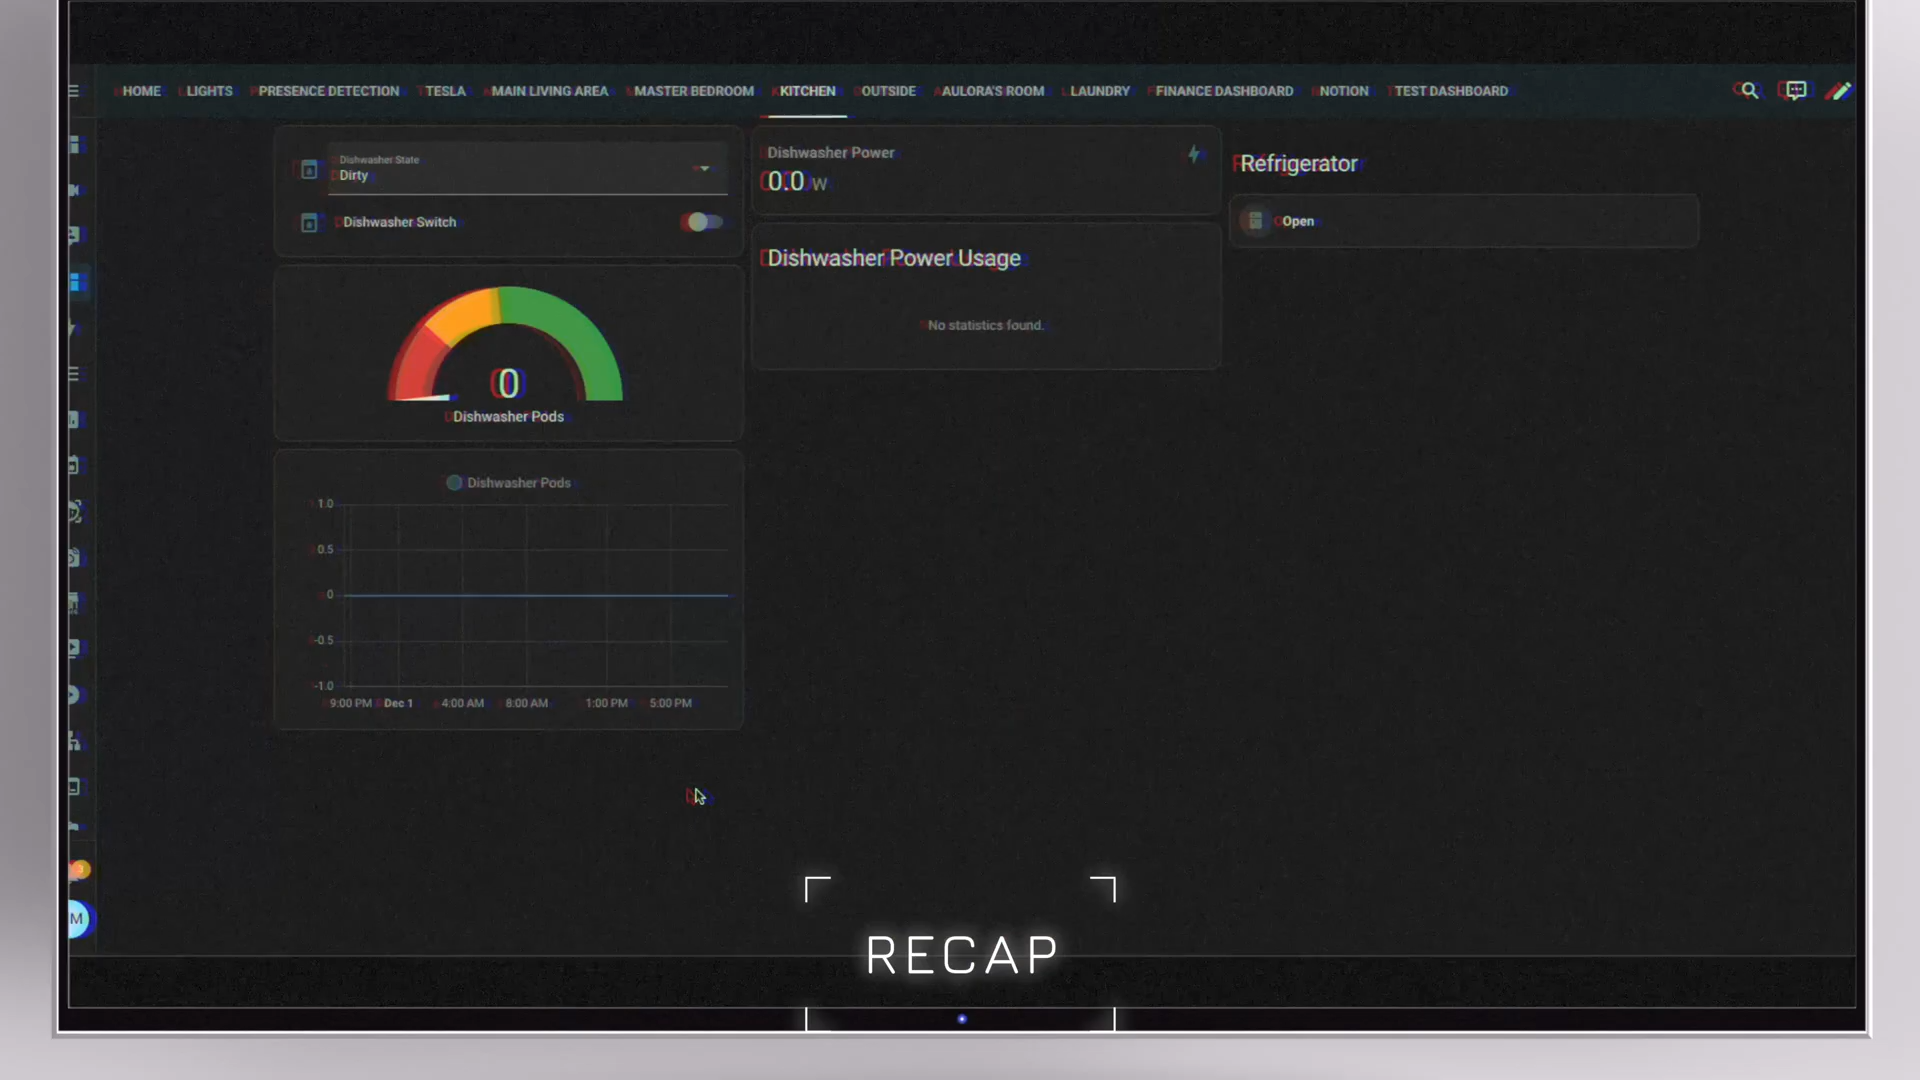 HOME LIGHTS PRESENCE DETECTION TESLA MAIN LIVING AREA MASTER BEDROOM KITCHEN OUTSIDE AULORA'S ROOM LAUNDRY FINANCE DASHBOARD NOTION TEST DASHBOARD
Dishwasher State
Dirty
Dishwasher Switch
0
Dishwasher Pods
Dishwasher Pods
1.0
0.5
0
-0.5
-1.0
9:00 PM Dec 1 4:00 AM 8:00 AM 1:00 PM 5:00 PM
Dishwasher Power
0.0 W
Dishwasher Power Usage
No statistics found.
Refrigerator
Open
3
M
RECAP